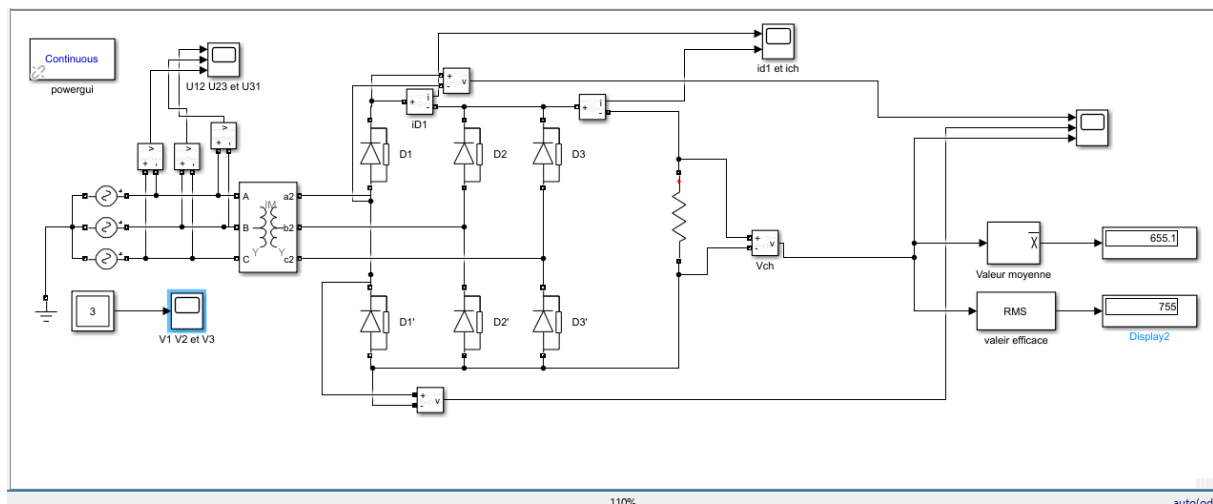 Continuous
powergui
U12 U23 et U31
id1 et ich
iD1
D1
D2
D3
A
B
C
a2
b2
c2
Y
Y
+
-
v
i
Vch
X
Valeur moyenne
655.1
3
V1 V2 et V3
D1'
D2'
D3'
RMS
valeir efficace
755
Display2
110%